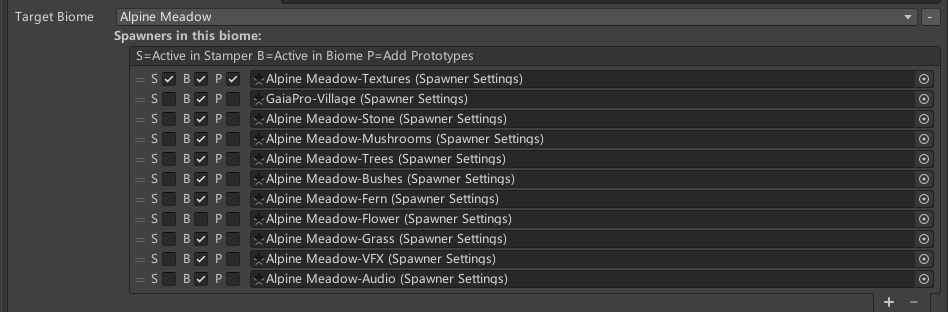 Target Biome Alpine Meadow -
Spawners in this biome:
S=Active in Stamper B=Active in Biome P=Add Prototypes
S B P Alpine Meadow-Textures (Spawner Settings)
S B P GaiaPro-Village (Spawner Settings)
S B P Alpine Meadow-Stone (Spawner Settings)
S B P Alpine Meadow-Mushrooms (Spawner Settings)
S B P Alpine Meadow-Trees (Spawner Settings)
S B P Alpine Meadow-Bushes (Spawner Settings)
S B P Alpine Meadow-Fern (Spawner Settings)
S B P Alpine Meadow-Flower (Spawner Settings)
S B P Alpine Meadow-Grass (Spawner Settings)
S B P Alpine Meadow-VFX (Spawner Settings)
S B P Alpine Meadow-Audio (Spawner Settings)
+ −